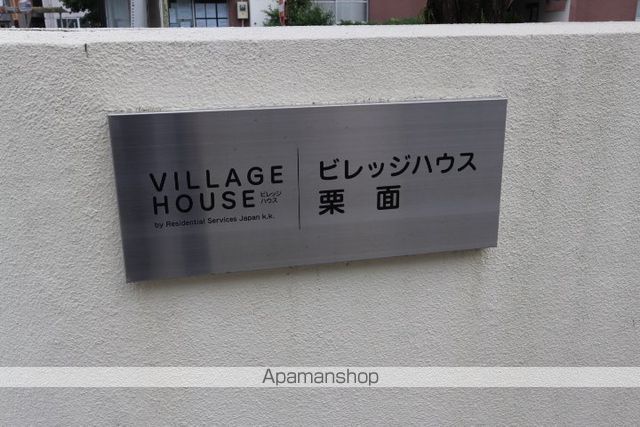 VILLAGE
HOUSE ビレッジ
ハウス
by Residential Services Japan k.k.
ビレッジハウス
栗 面
Apamanshop